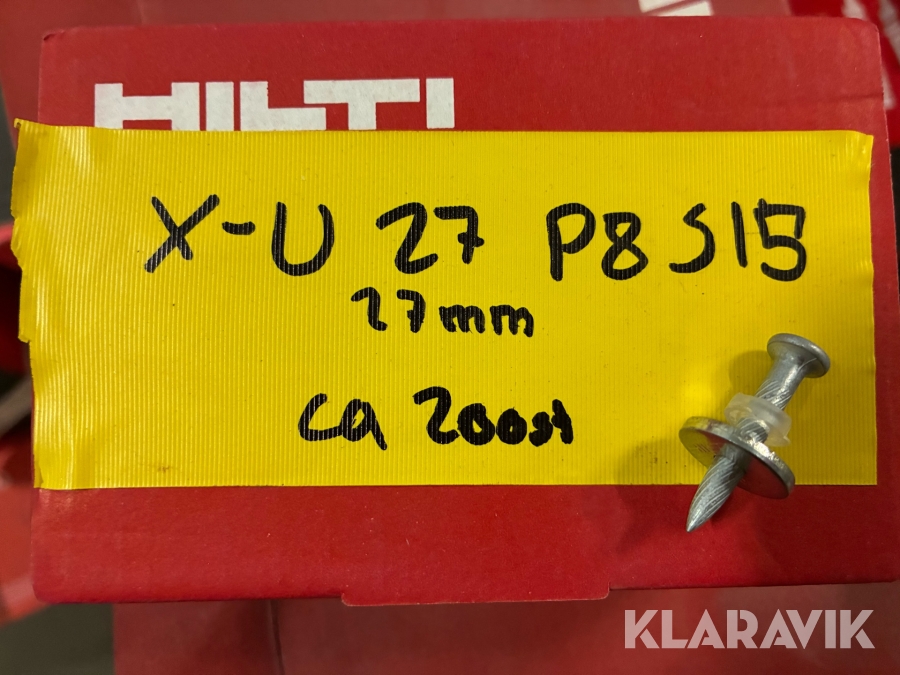 HILTI
X-U 27 P8 S15
27mm
ca 200st
KLARAVIK